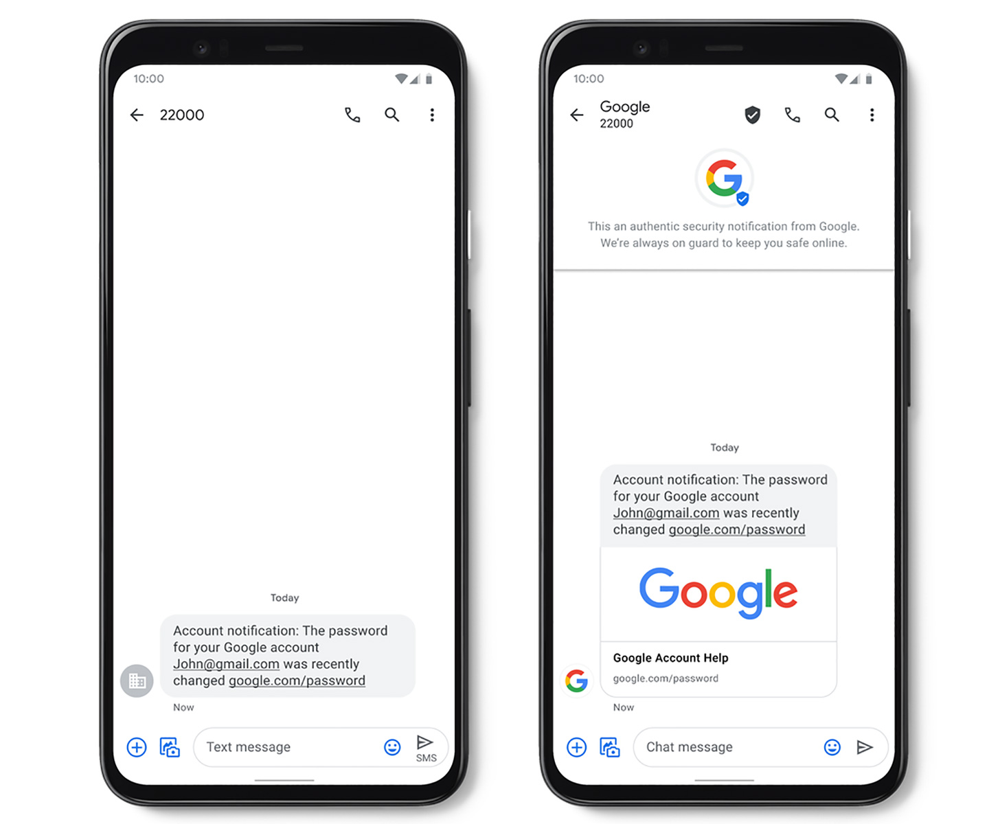 10:00
22000
Today
Account notification: The password
for your Google account
John@gmail.com was recently
changed google.com/password
Now
Text message
SMS
10:00
Google
22000
This an authentic security notification from Google.
We're always on guard to keep you safe online.
Today
Account notification: The password
for your Google account
John@gmail.com was recently
changed google.com/password
Google
Google Account Help
google.com/password
Now
Chat message